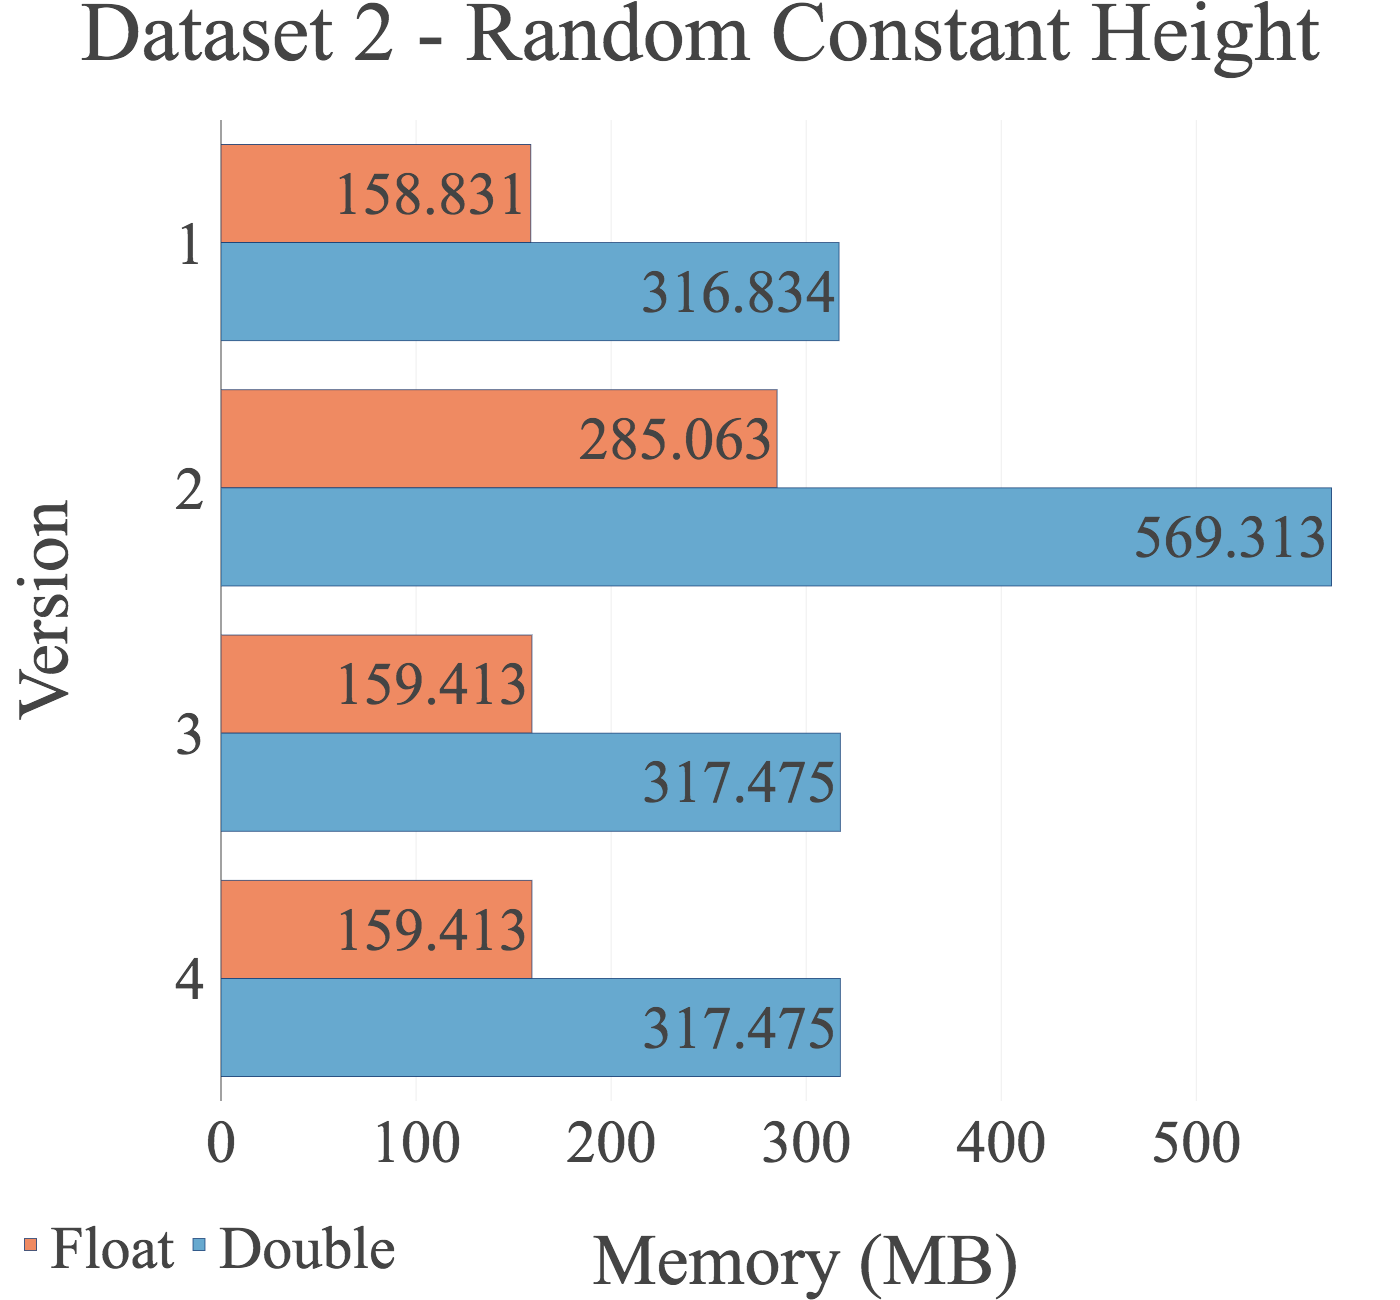 Dataset 2 - Random Constant Height
Version
1
158.831
316.834
2
285.063
569.313
3
159.413
317.475
4
159.413
317.475
0 100 200 300 400 500
Float Double
Memory (MB)